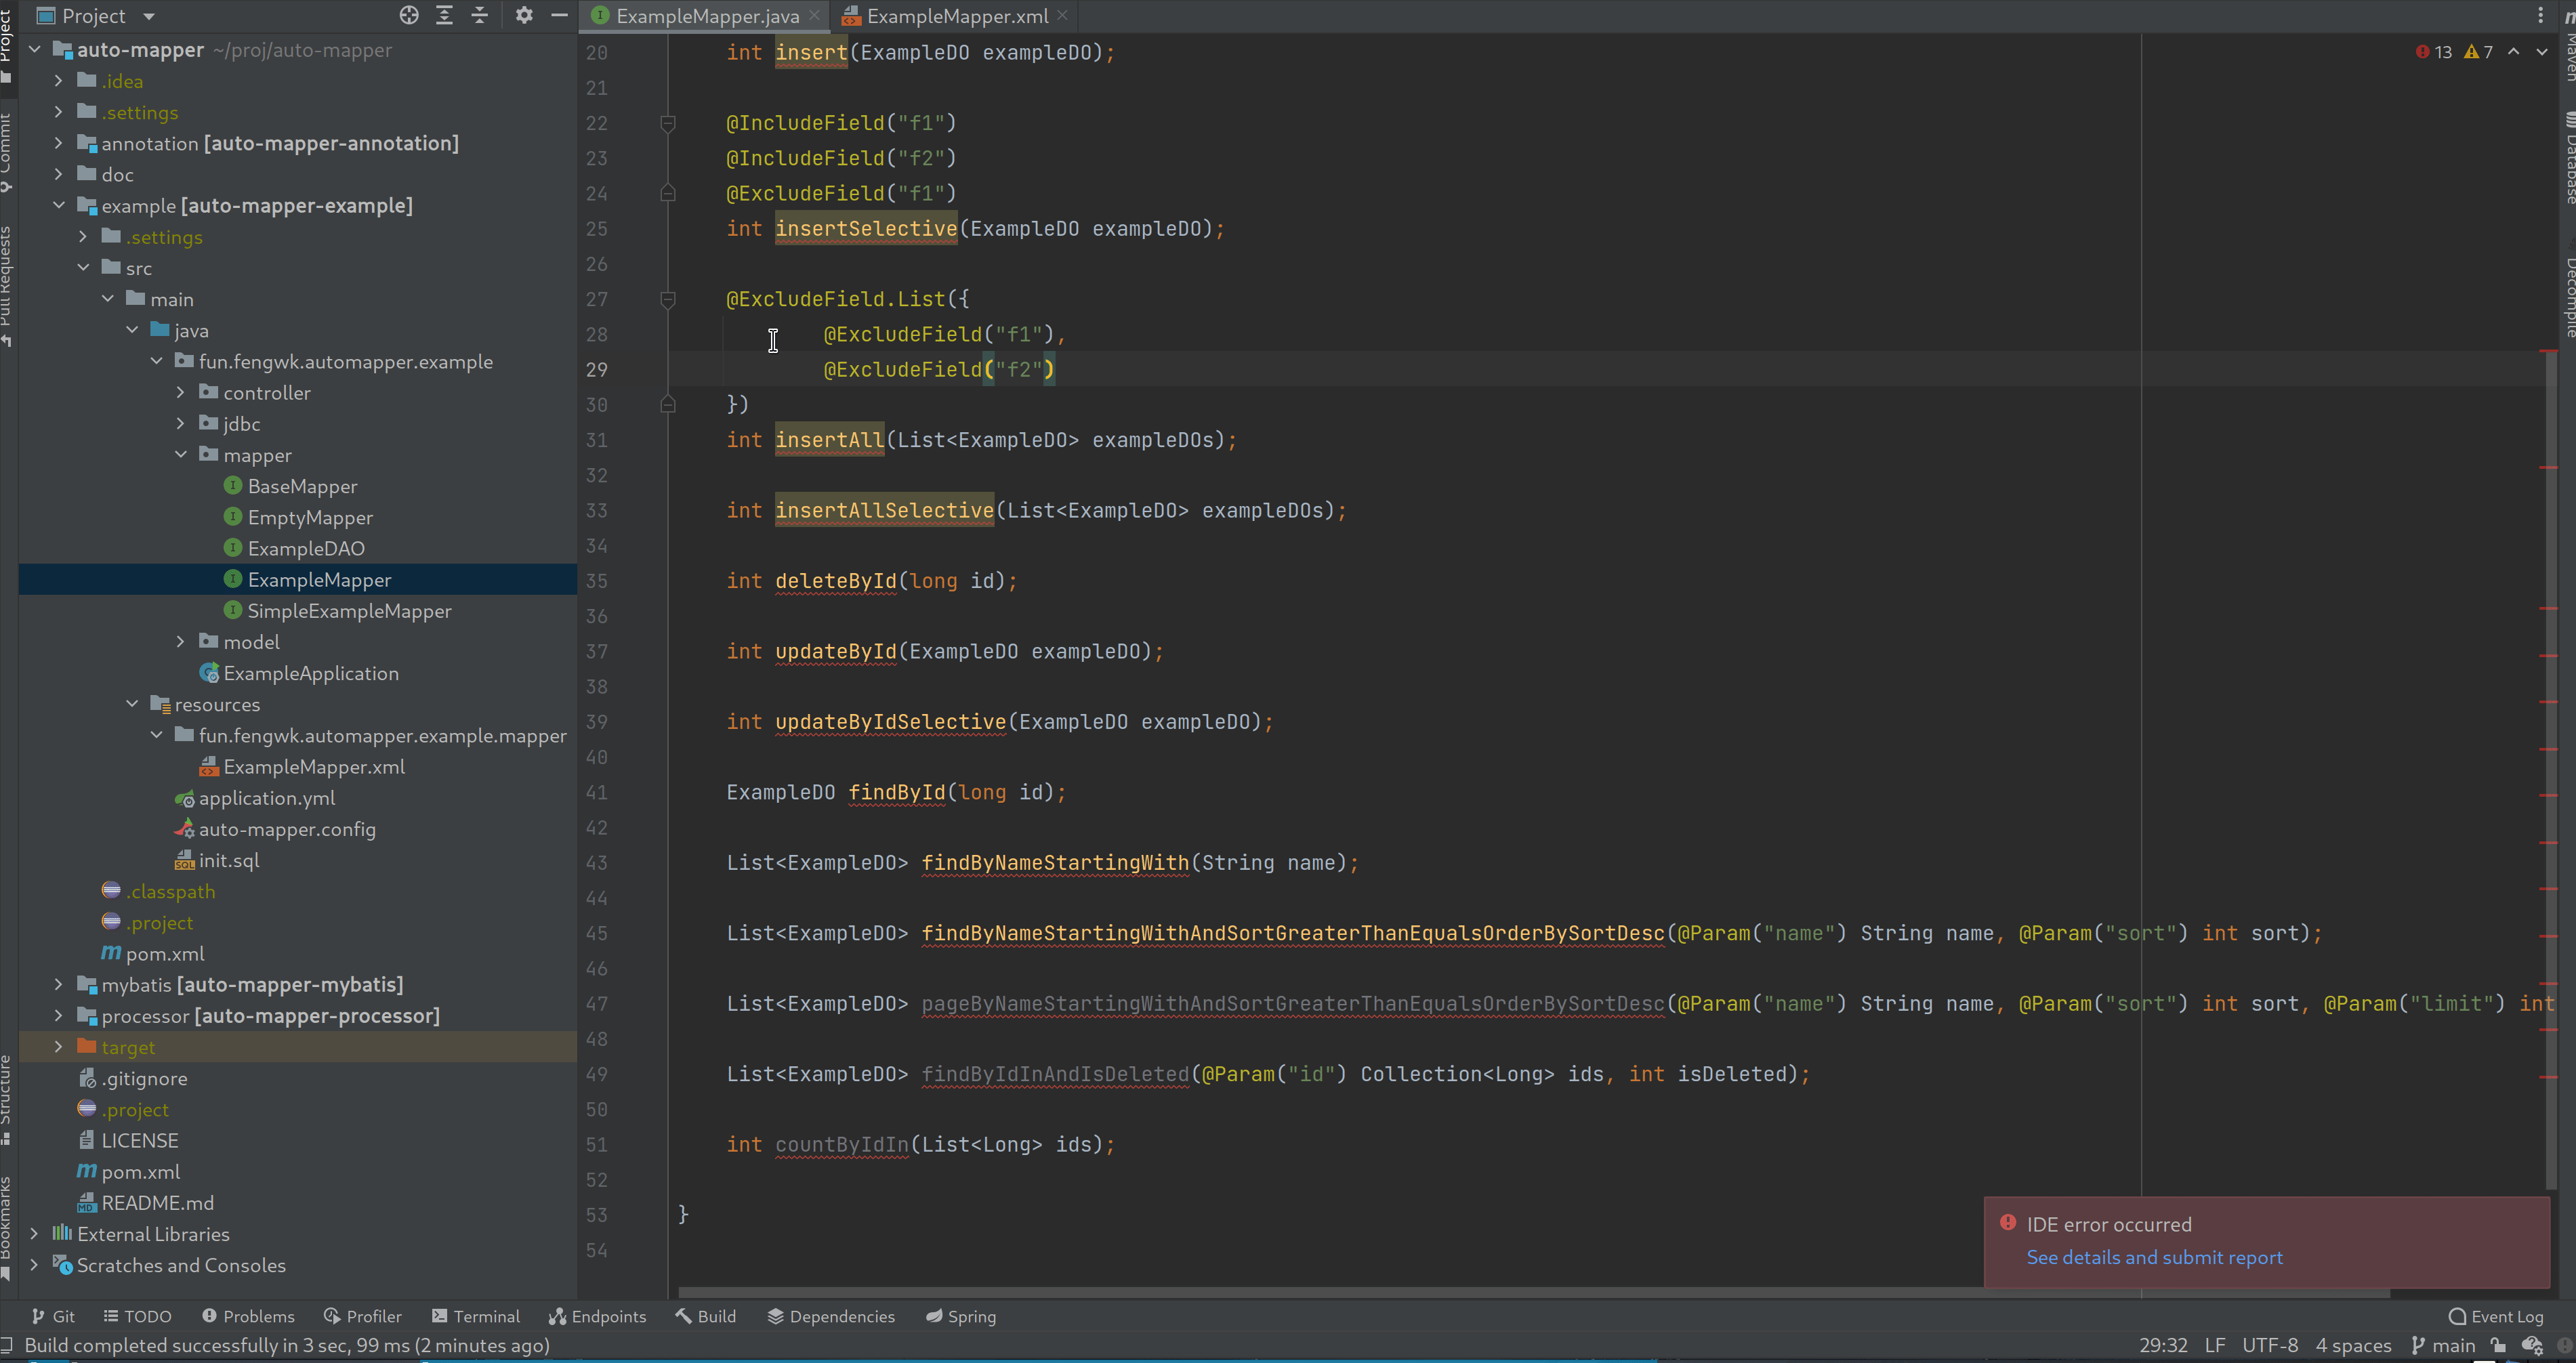 Project
ExampleMapper.java
ExampleMapper.xml
Project
Commit
Pull Requests
Structure
Bookmarks
auto-mapper ~/proj/auto-mapper
.idea
.settings
annotation [auto-mapper-annotation]
doc
example [auto-mapper-example]
.settings
src
main
java
fun.fengwk.automapper.example
controller
jdbc
mapper
BaseMapper
EmptyMapper
ExampleDAO
ExampleMapper
SimpleExampleMapper
model
ExampleApplication
resources
fun.fengwk.automapper.example.mapper
ExampleMapper.xml
application.yml
auto-mapper.config
init.sql
.classpath
.project
pom.xml
mybatis [auto-mapper-mybatis]
processor [auto-mapper-processor]
target
.gitignore
.project
LICENSE
pom.xml
README.md
External Libraries
Scratches and Consoles
20 int insert(ExampleDO exampleDO);
21
22 @IncludeField("f1")
23 @IncludeField("f2")
24 @ExcludeField("f1")
25 int insertSelective(ExampleDO exampleDO);
26
27 @ExcludeField.List({
28 @ExcludeField("f1"),
29 @ExcludeField("f2")
30 })
31 int insertAll(List<ExampleDO> exampleDOs);
32
33 int insertAllSelective(List<ExampleDO> exampleDOs);
34
35 int deleteById(long id);
36
37 int updateById(ExampleDO exampleDO);
38
39 int updateByIdSelective(ExampleDO exampleDO);
40
41 ExampleDO findById(long id);
42
43 List<ExampleDO> findByNameStartingWith(String name);
44
45 List<ExampleDO> findByNameStartingWithAndSortGreaterThanEqualsOrderBySortDesc(@Param("name") String name, @Param("sort") int sort);
46
47 List<ExampleDO> pageByNameStartingWithAndSortGreaterThanEqualsOrderBySortDesc(@Param("name") String name, @Param("sort") int sort, @Param("limit") int
48
49 List<ExampleDO> findByIdInAndIsDeleted(@Param("id") Collection<Long> ids, int isDeleted);
50
51 int countByIdIn(List<Long> ids);
52
53 }
54
13 7
Maven
Database
Decompile
IDE error occurred
See details and submit report
Git TODO Problems Profiler Terminal Endpoints Build Dependencies Spring Event Log
Build completed successfully in 3 sec, 99 ms (2 minutes ago) 29:32 LF UTF-8 4 spaces main